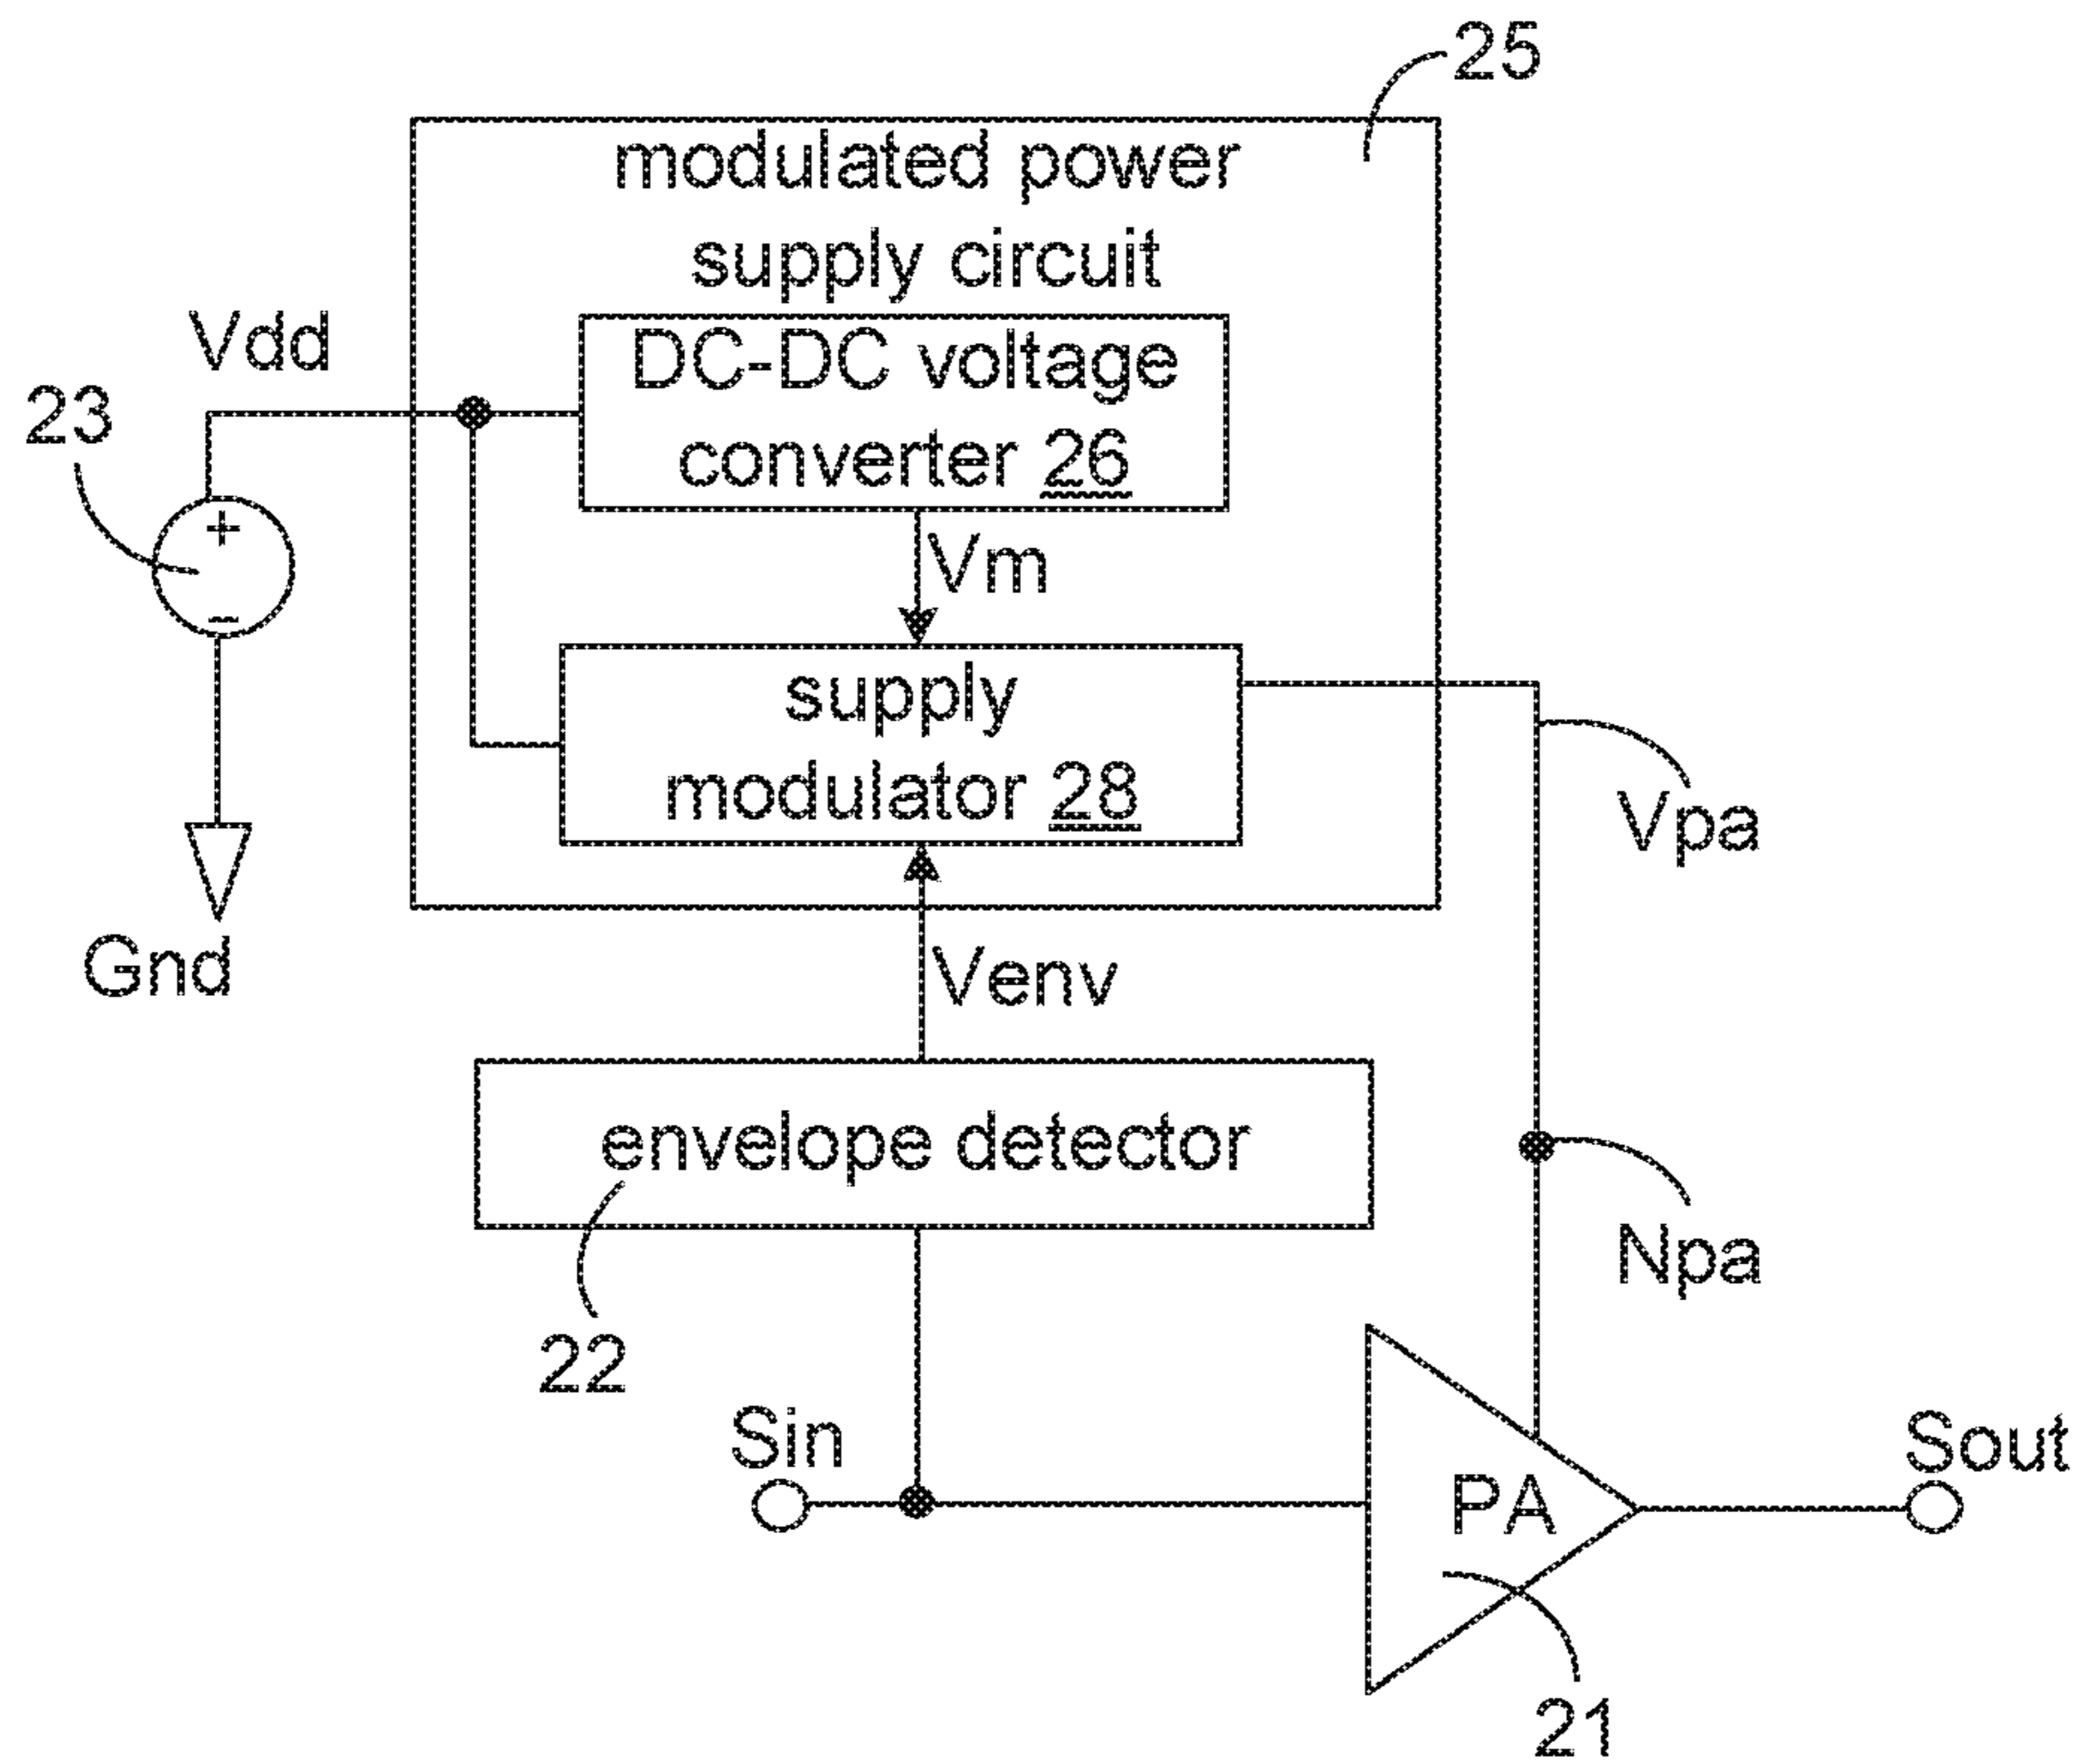 25
modulated power
supply circuit
Vdd
DC-DC voltage
converter 26
23
+
−
Vm
supply
modulator 28
Vpa
Gnd
Venv
envelope detector
22
Npa
Sin
PA
Sout
21